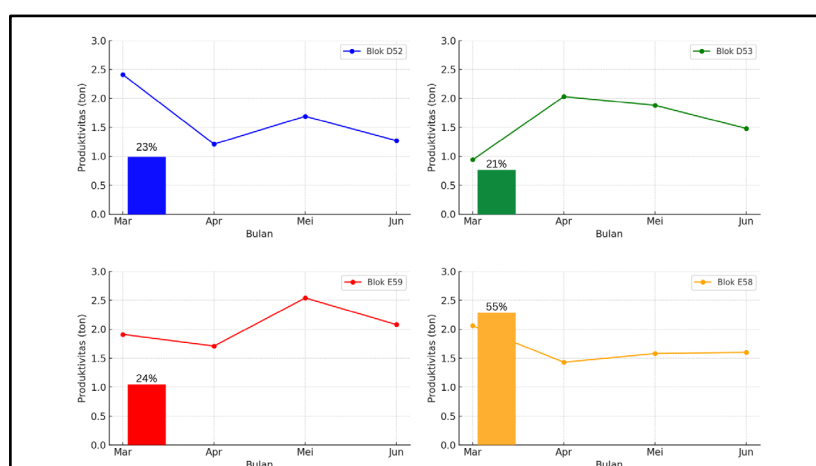 3.0
Blok D52
2.5
2.0
1.5
23%
1.0
0.5
0.0
Produktivitas (ton)
Mar Apr Mei Jun
Bulan
3.0
Blok D53
2.5
2.0
1.5
1.0
21%
0.5
0.0
Produktivitas (ton)
Mar Apr Mei Jun
Bulan
3.0
Blok E59
2.5
2.0
1.5
24%
1.0
0.5
0.0
Produktivitas (ton)
Mar Apr Mei Jun
Bulan
3.0
Blok E58
55%
2.5
2.0
1.5
1.0
0.5
0.0
Produktivitas (ton)
Mar Apr Mei Jun
Bulan